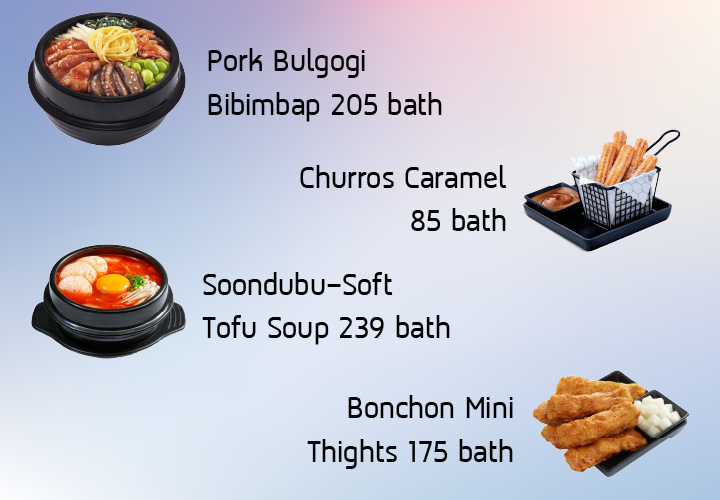 Pork Bulgogi
Bibimbap 205 bath
Churros Caramel
85 bath
Soondubu-Soft
Tofu Soup 239 bath
Bonchon Mini
Thights 175 bath